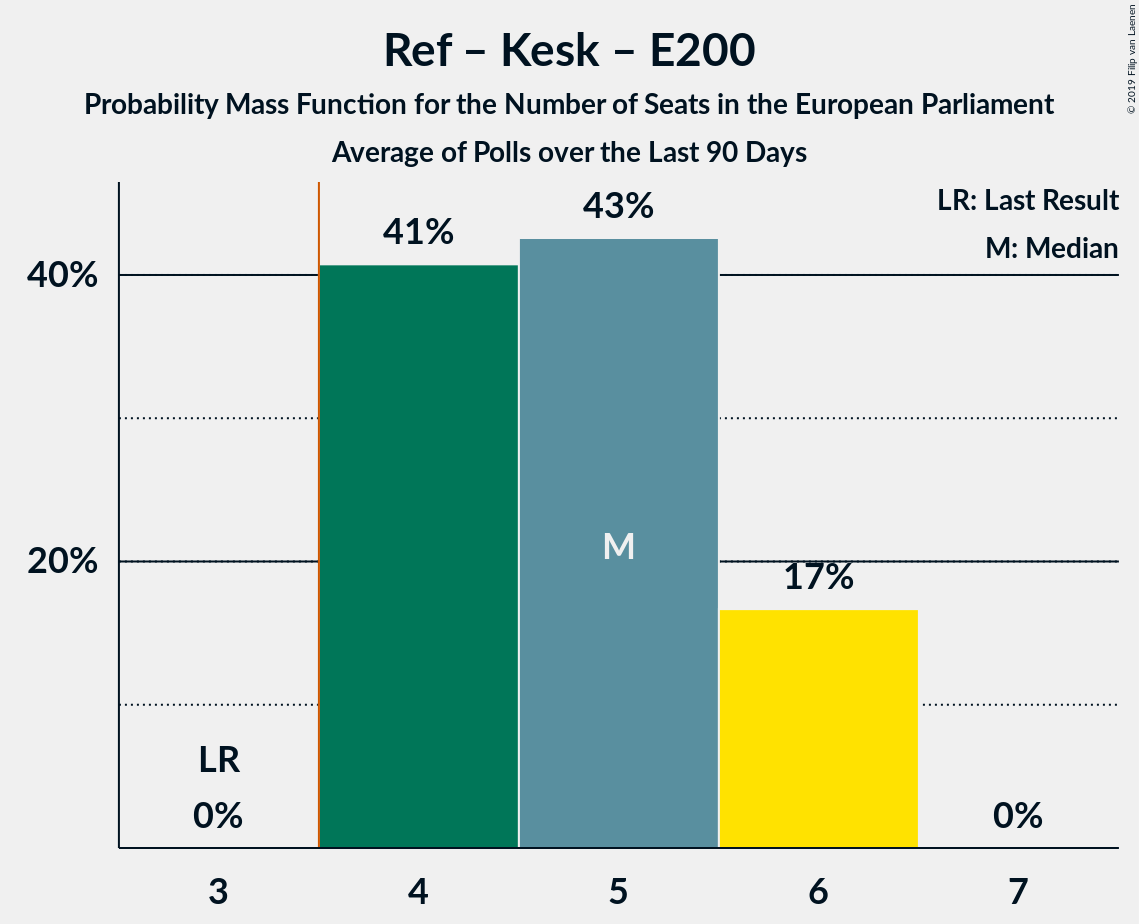 Ref – Kesk – E200
Probability Mass Function for the Number of Seats in the European Parliament
Average of Polls over the Last 90 Days
© 2019 Filip van Laenen
LR: Last Result
M: Median
43%
41%
40%
M
20%
17%
LR
0%
0%
3 4 5 6 7